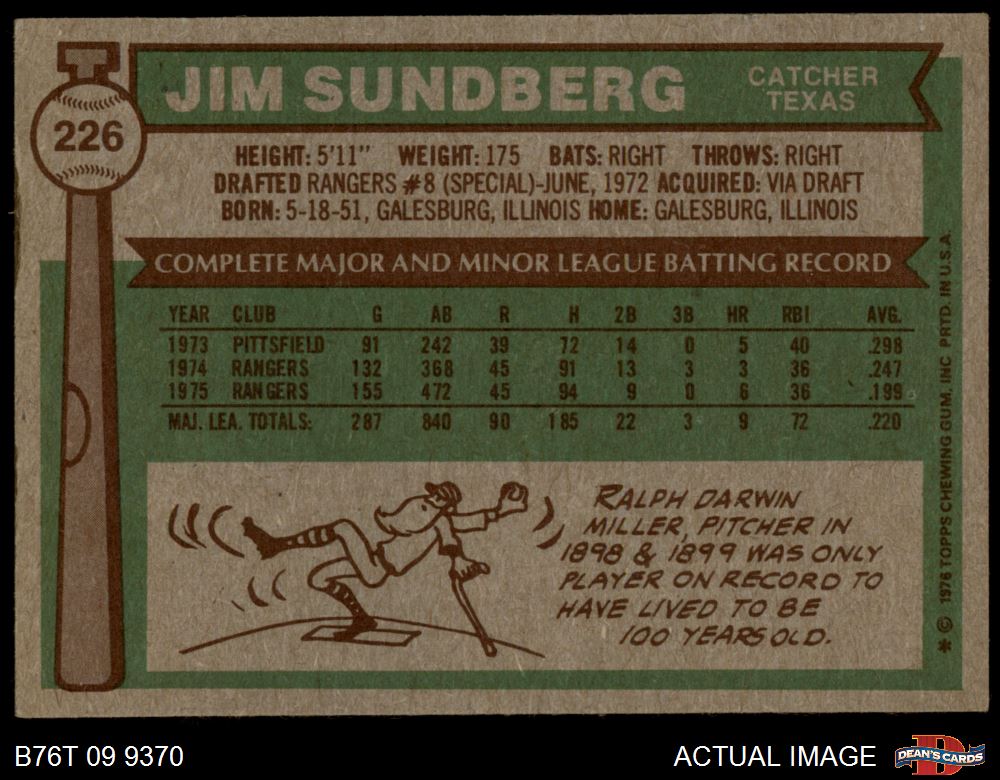 226
JIM SUNDBERG
CATCHER
TEXAS
HEIGHT: 5'11" WEIGHT: 175 BATS: RIGHT THROWS: RIGHT
DRAFTED RANGERS #8 (SPECIAL)-JUNE, 1972 ACQUIRED: VIA DRAFT
BORN: 5-18-51, GALESBURG, ILLINOIS HOME: GALESBURG, ILLINOIS
COMPLETE MAJOR AND MINOR LEAGUE BATTING RECORD
YEAR CLUB G AB R H 2B 3B HR RBI AVG.
1973 PITTSFIELD 91 242 39 72 14 0 5 40 .298
1974 RANGERS 132 368 45 91 13 3 3 36 .247
1975 RANGERS 155 472 45 94 9 0 6 36 .199
MAJ. LEA. TOTALS: 287 840 90 185 22 3 9 72 .220
RALPH DARWIN
MILLER, PITCHER IN
1898 & 1899 WAS ONLY
PLAYER ON RECORD TO
HAVE LIVED TO BE
100 YEARS OLD.
* © 1976 TOPPS CHEWING GUM, INC PRTD. IN U.S.A.
B76T 09 9370
ACTUAL IMAGE
D
DEAN'S CARDS